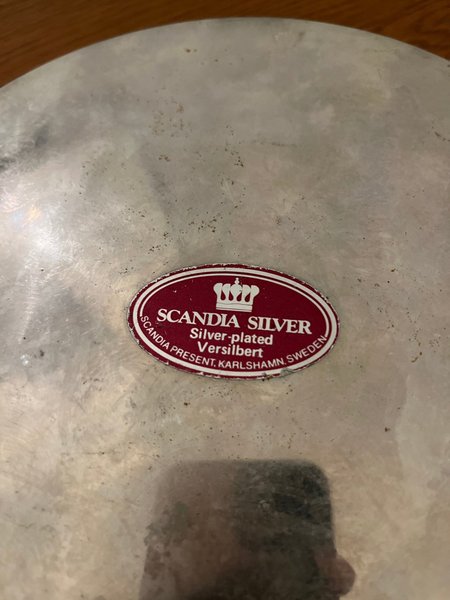 SCANDIA SILVER
Silver-plated
Versilbert
SCANDIA PRESENT. KARLSHAMN. SWEDEN